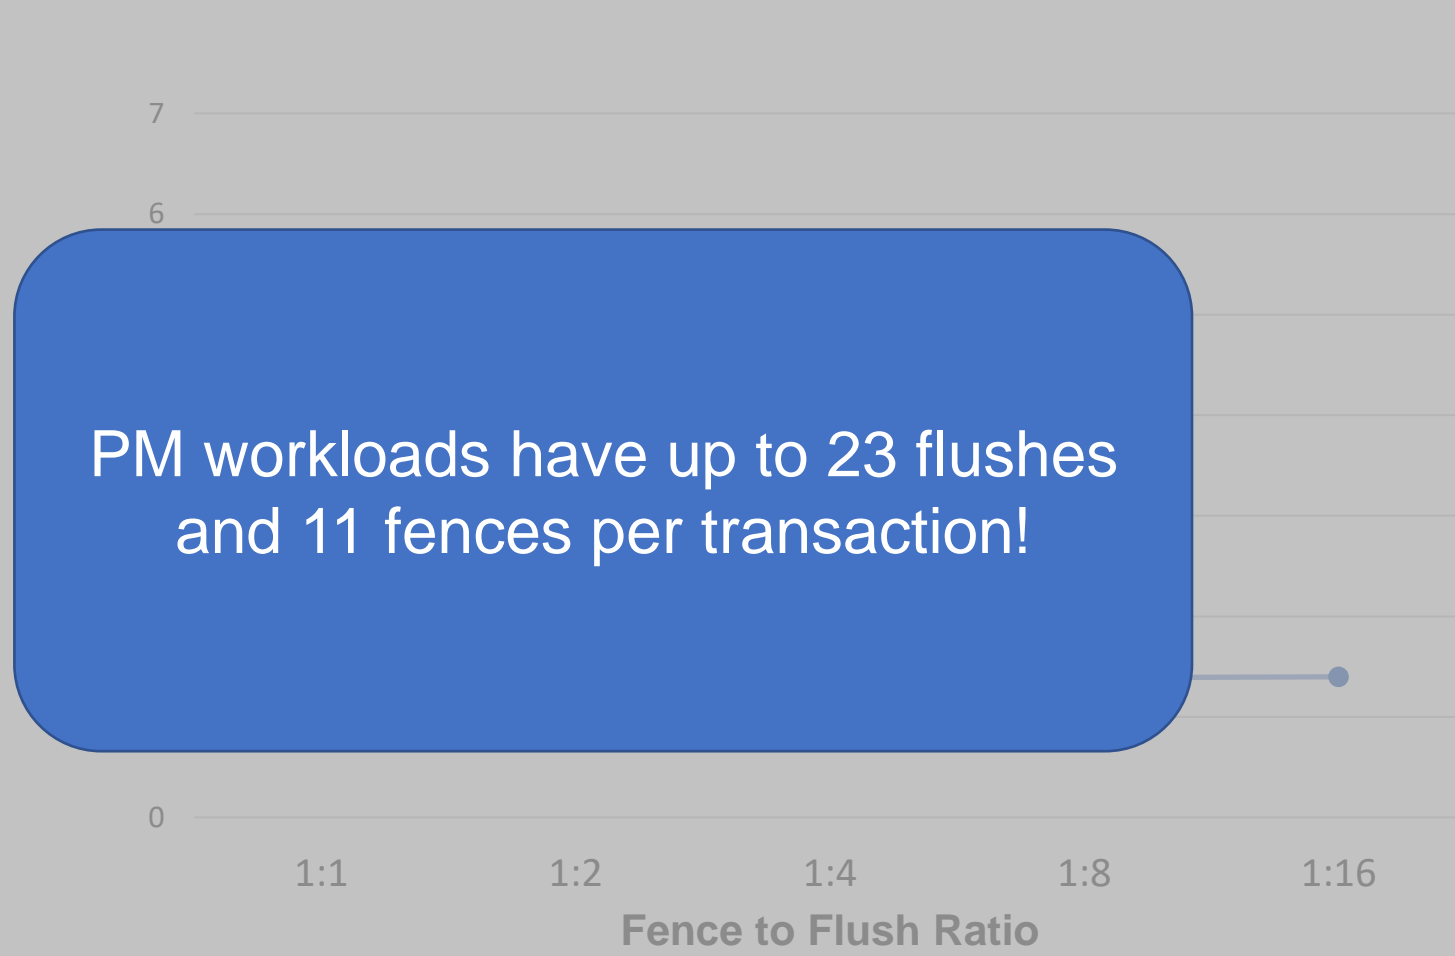 7
6
PM workloads have up to 23 flushes
and 11 fences per transaction!
0
1:1 1:2 1:4 1:8 1:16
Fence to Flush Ratio